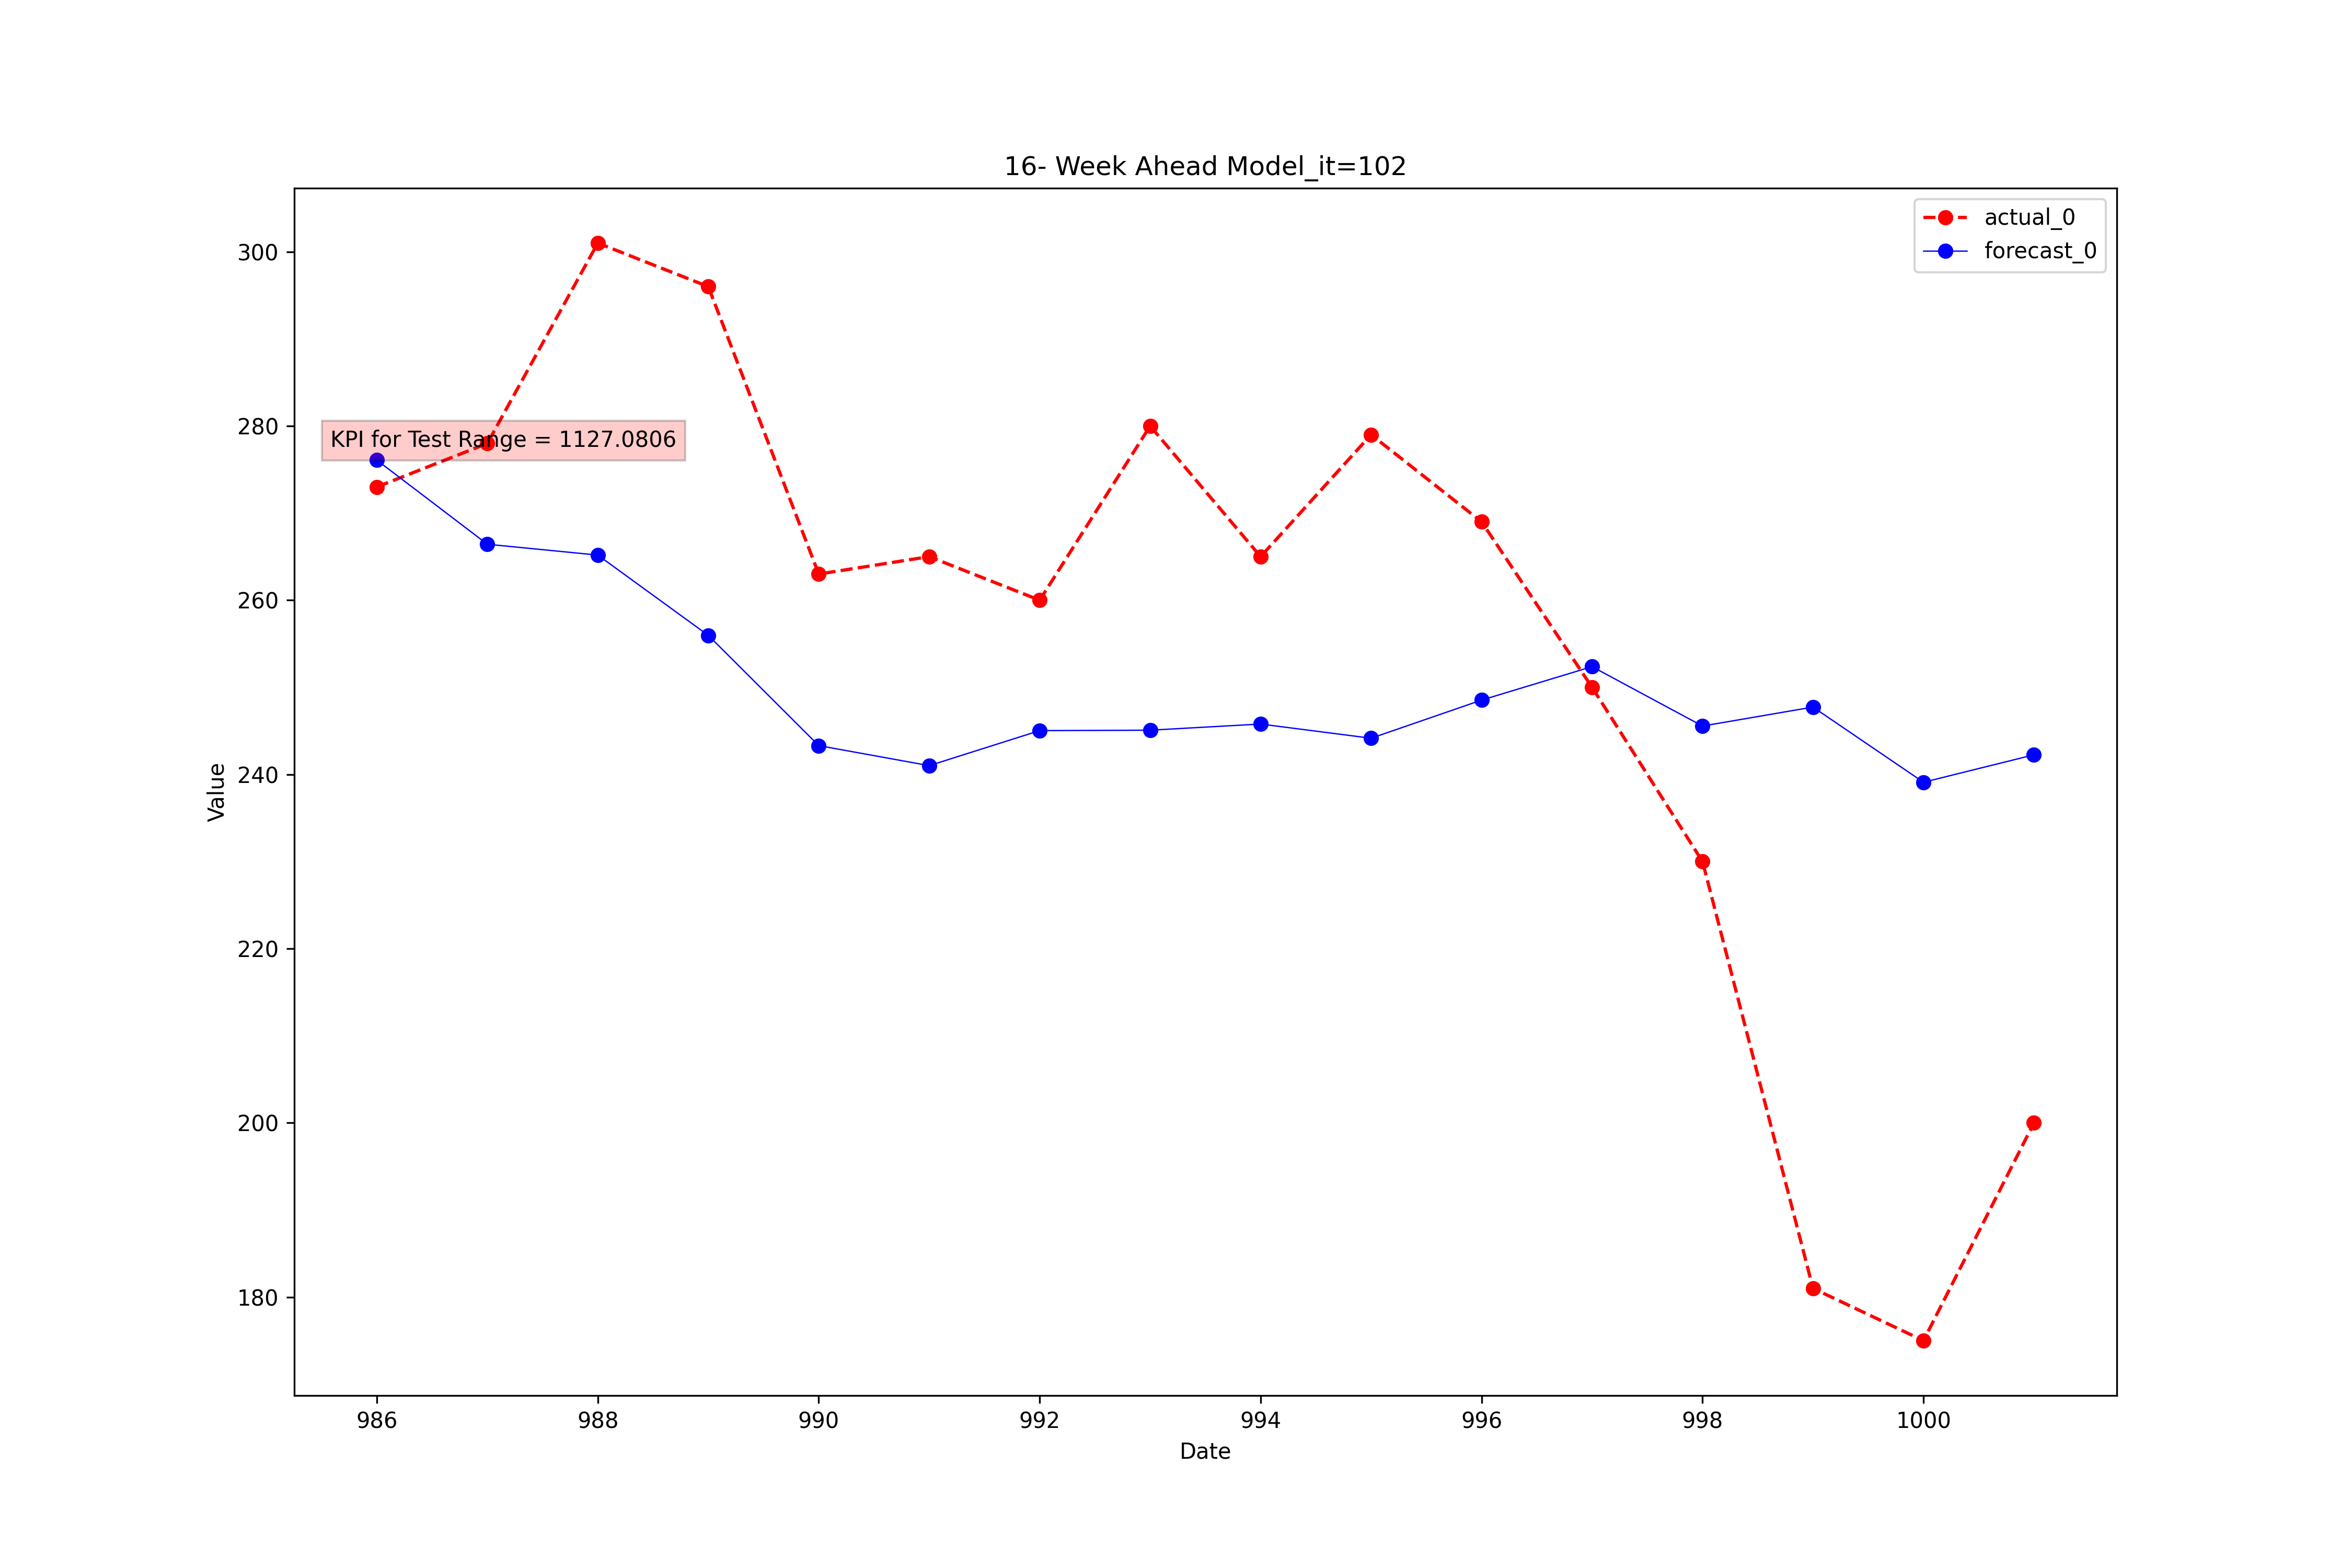 16- Week Ahead Model_it=102
actual_0
forecast_0
KPI for Test Range = 1127.0806
300
280
260
240
220
200
180
Value
986 988 990 992 994 996 998 1000
Date